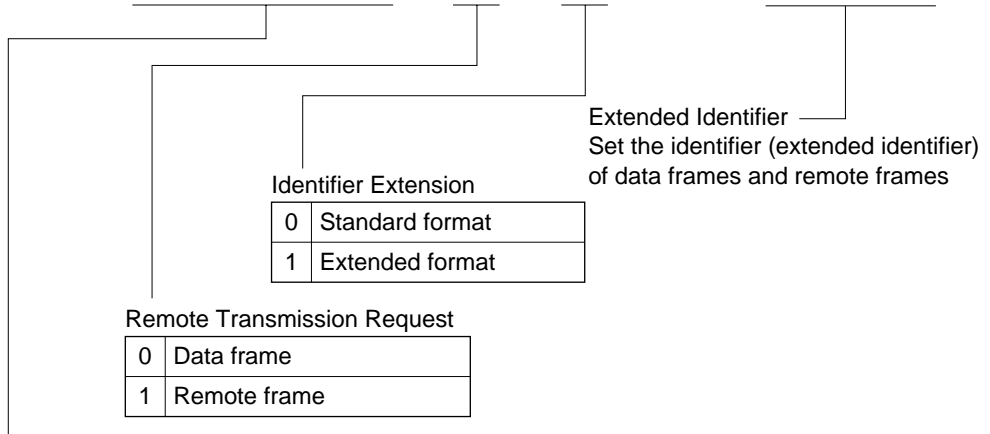 Extended Identifier
Set the identifier (extended identifier)
of data frames and remote frames
Identifier Extension
0 Standard format
1 Extended format
Remote Transmission Request
0 Data frame
1 Remote frame